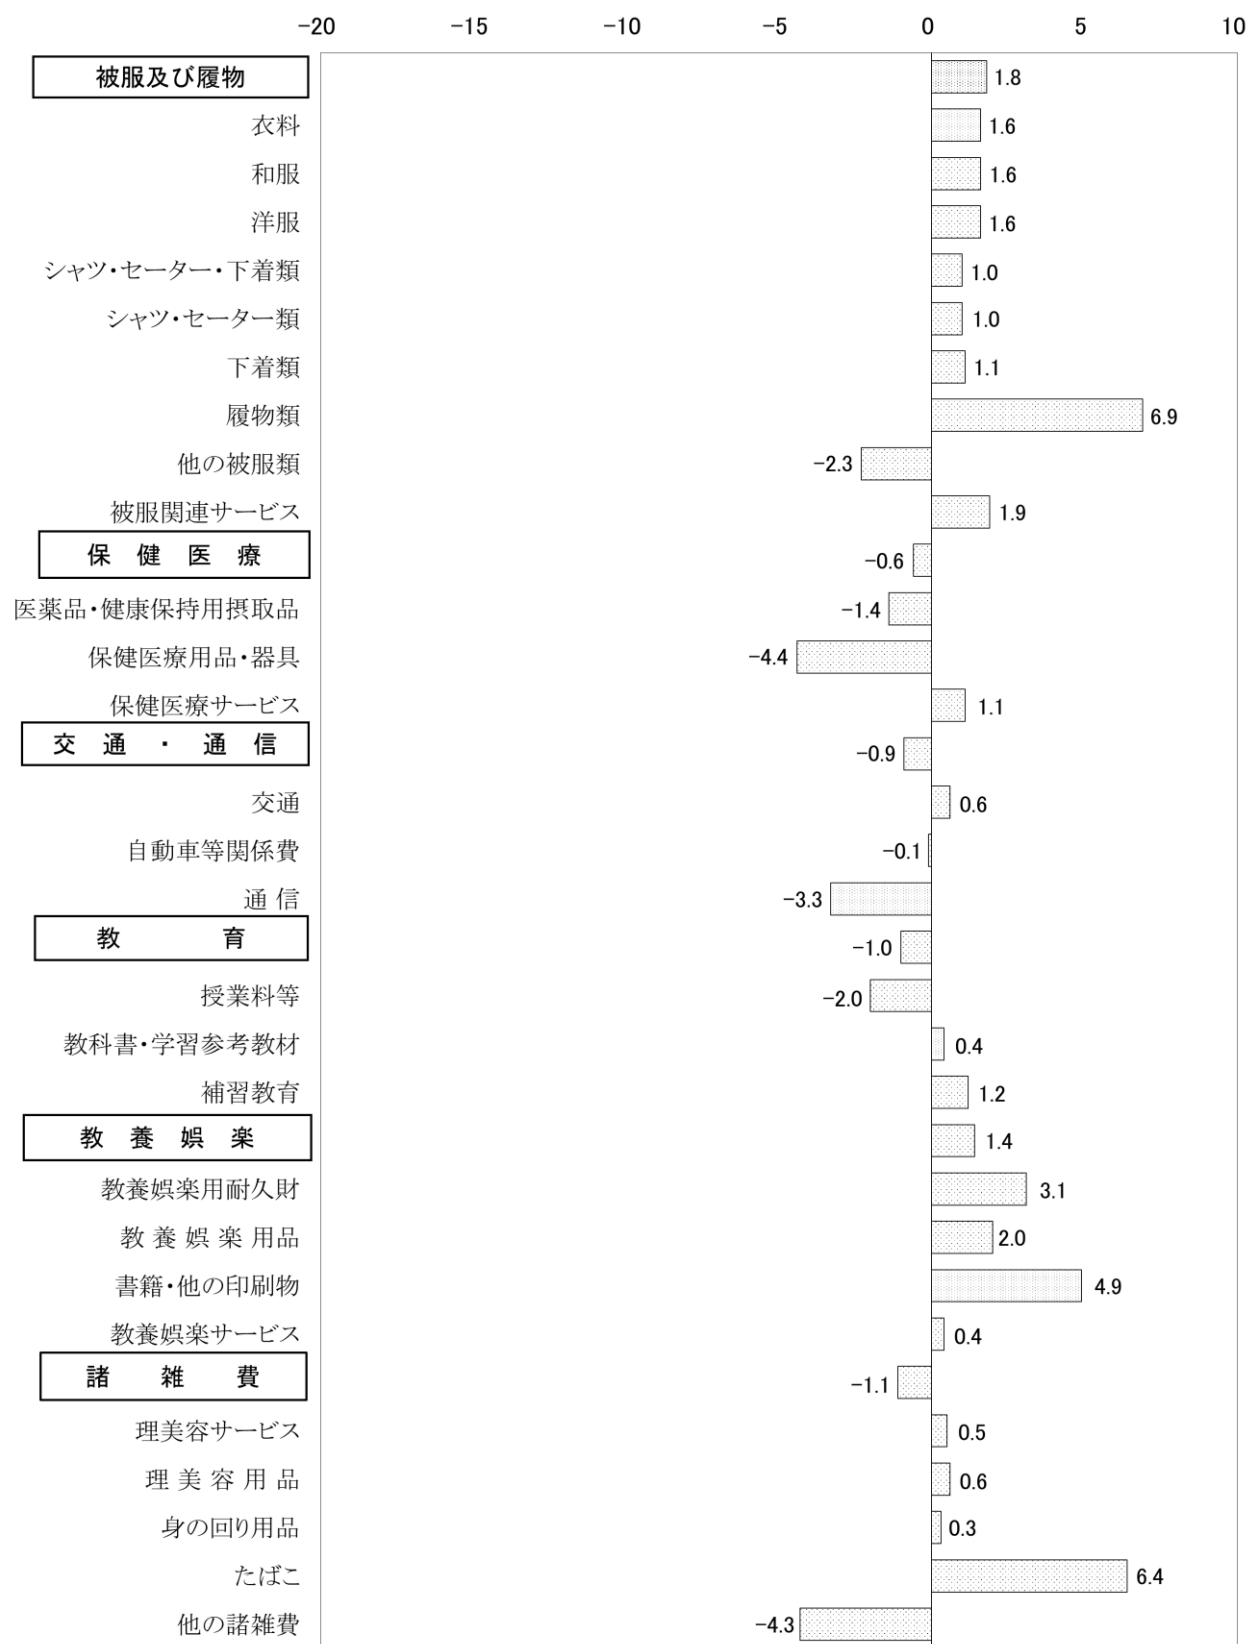 -20 -15 -10 -5 0 5 10
被服及び履物 1.8
衣料 1.6
和服 1.6
洋服 1.6
シャツ・セーター・下着類 1.0
シャツ・セーター類 1.0
下着類 1.1
履物類 6.9
他の被服類 -2.3
被服関連サービス 1.9
保 健 医 療 -0.6
医薬品・健康保持用摂取品 -1.4
保健医療用品・器具 -4.4
保健医療サービス 1.1
交 通 ・ 通 信 -0.9
交通 0.6
自動車等関係費 -0.1
通 信 -3.3
教 育 -1.0
授業料等 -2.0
教科書・学習参考教材 0.4
補習教育 1.2
教 養 娯 楽 1.4
教養娯楽用耐久財 3.1
教 養 娯 楽 用品 2.0
書籍・他の印刷物 4.9
教養娯楽サービス 0.4
諸 雑 費 -1.1
理美容サービス 0.5
理 美 容 用 品 0.6
身の回り用品 0.3
たばこ 6.4
他の諸雑費 -4.3